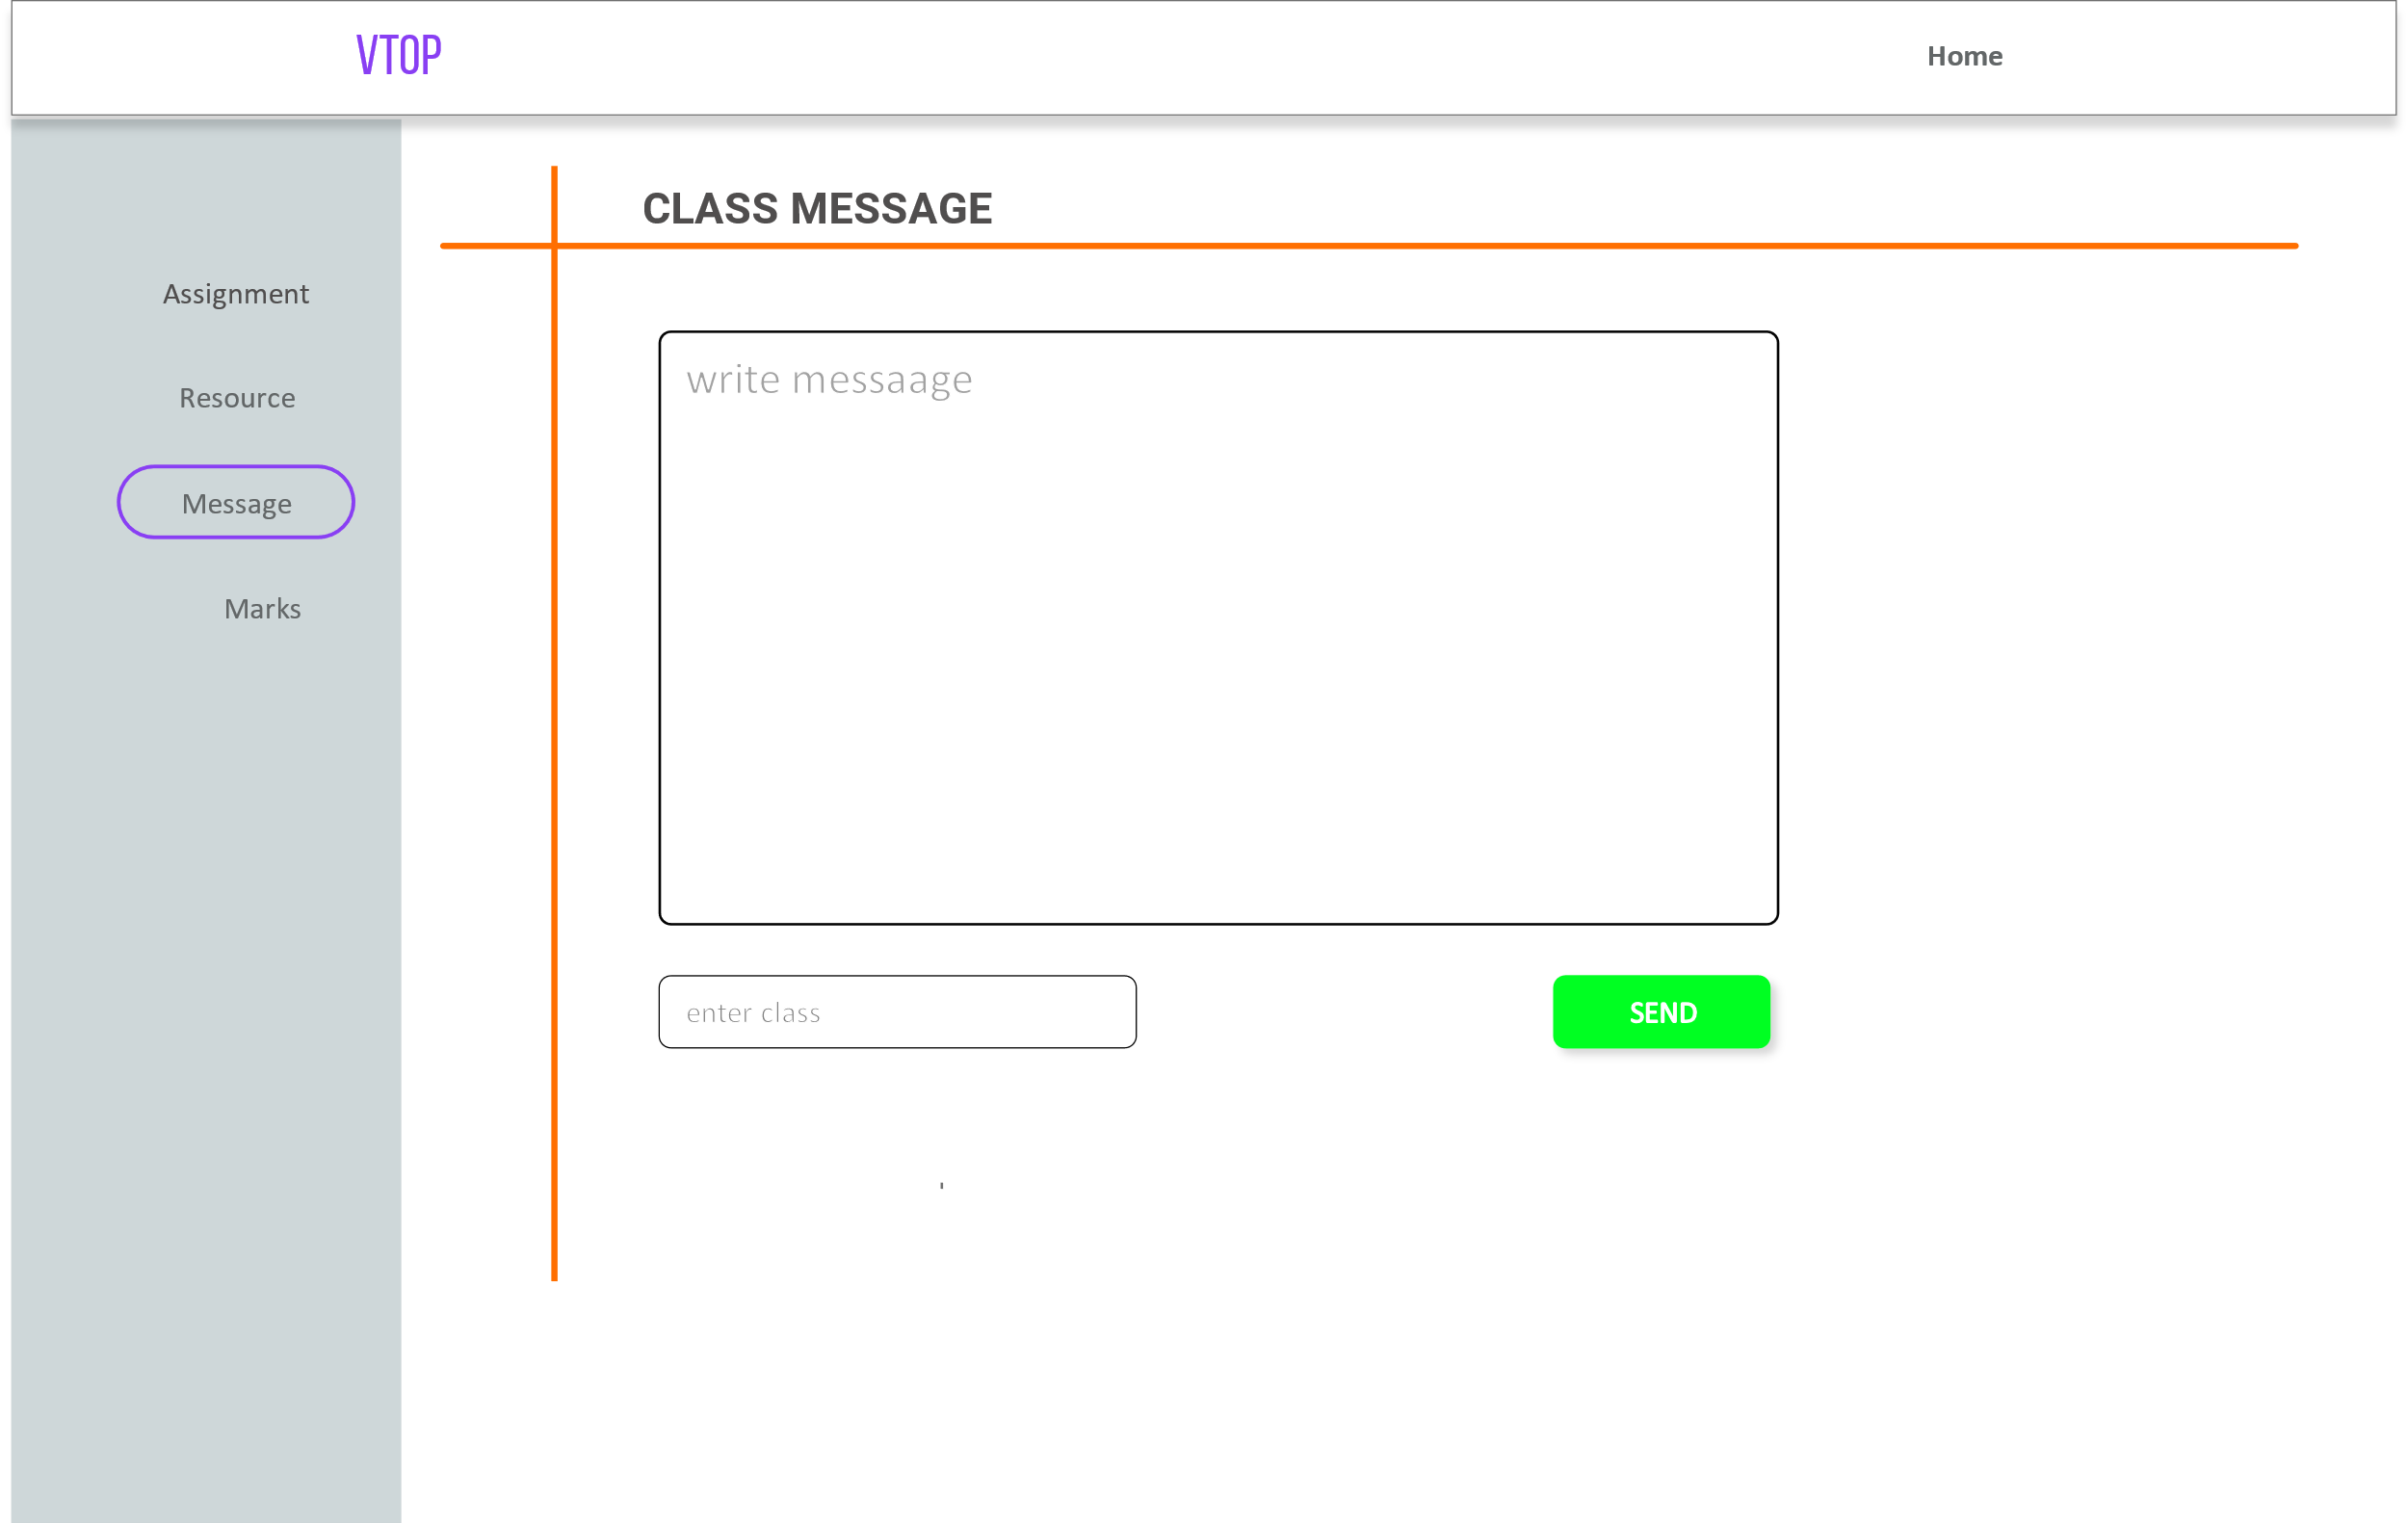 VTOP
Home
CLASS MESSAGE
Assignment
Resource
Message
Marks
write messaage
enter class
SEND
'